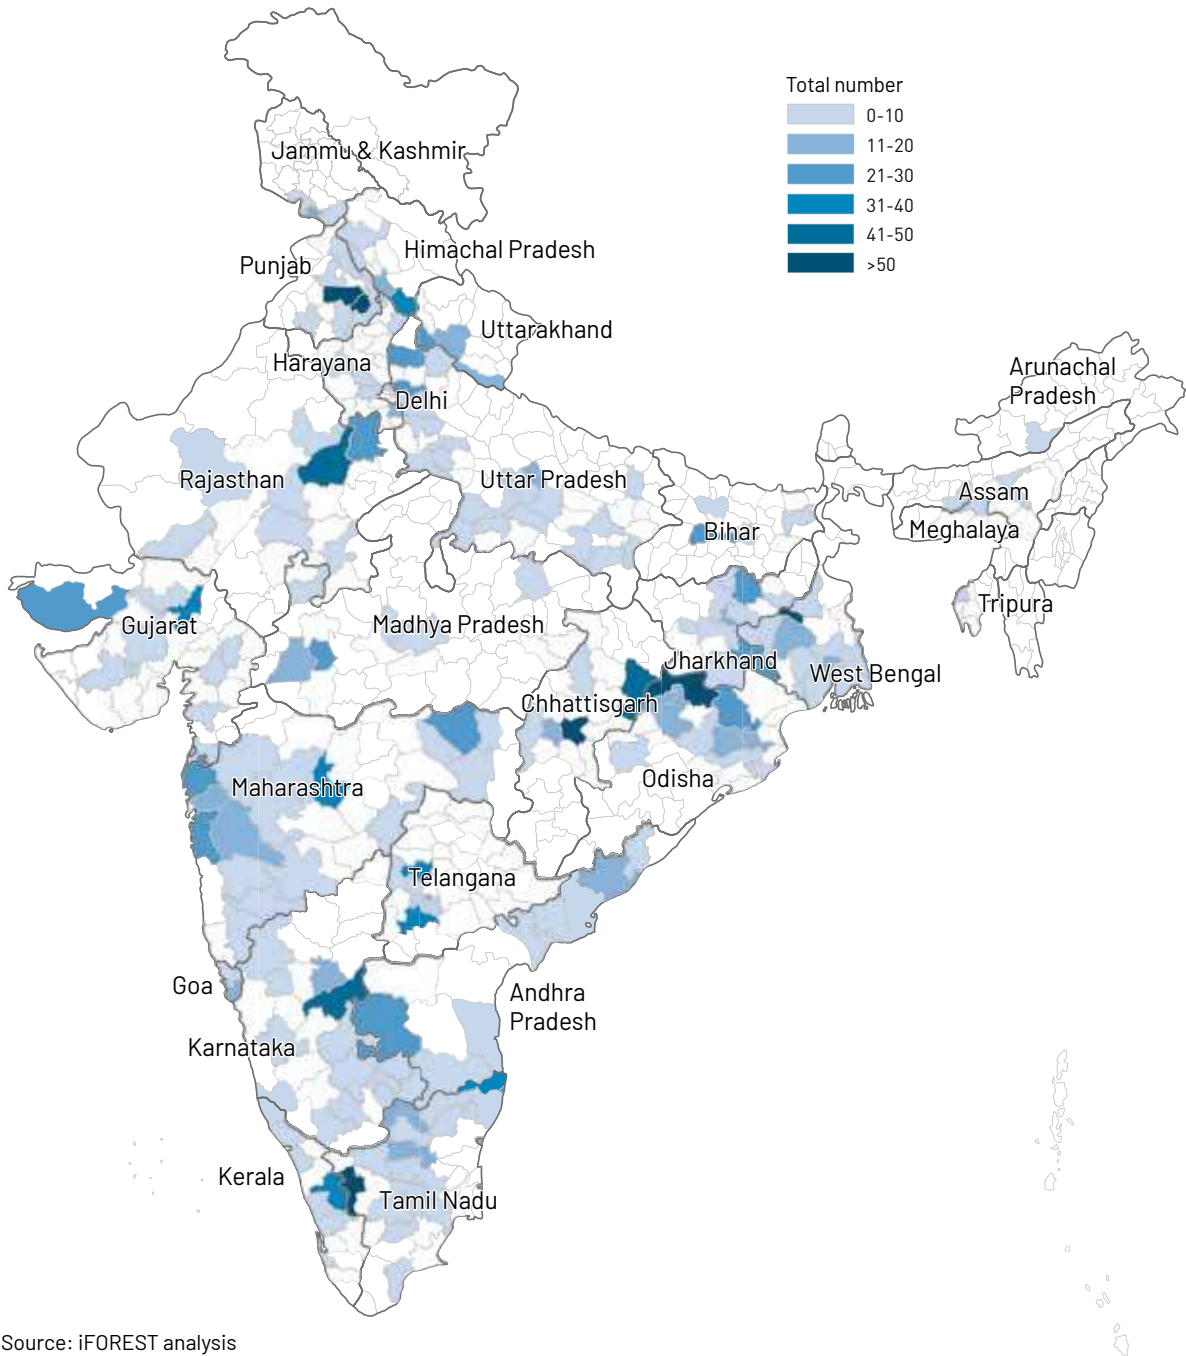 Total number
0-10
11-20
21-30
31-40
41-50
>50
Jammu & Kashmir
Himachal Pradesh
Punjab
Uttarakhand
Harayana
Delhi
Arunachal
Pradesh
Rajasthan
Uttar Pradesh
Assam
Bihar
Meghalaya
Tripura
Gujarat
Madhya Pradesh
Jharkhand
West Bengal
Chhattisgarh
Maharashtra
Odisha
Telangana
Goa
Andhra
Pradesh
Karnataka
Kerala
Tamil Nadu
Source: iFOREST analysis